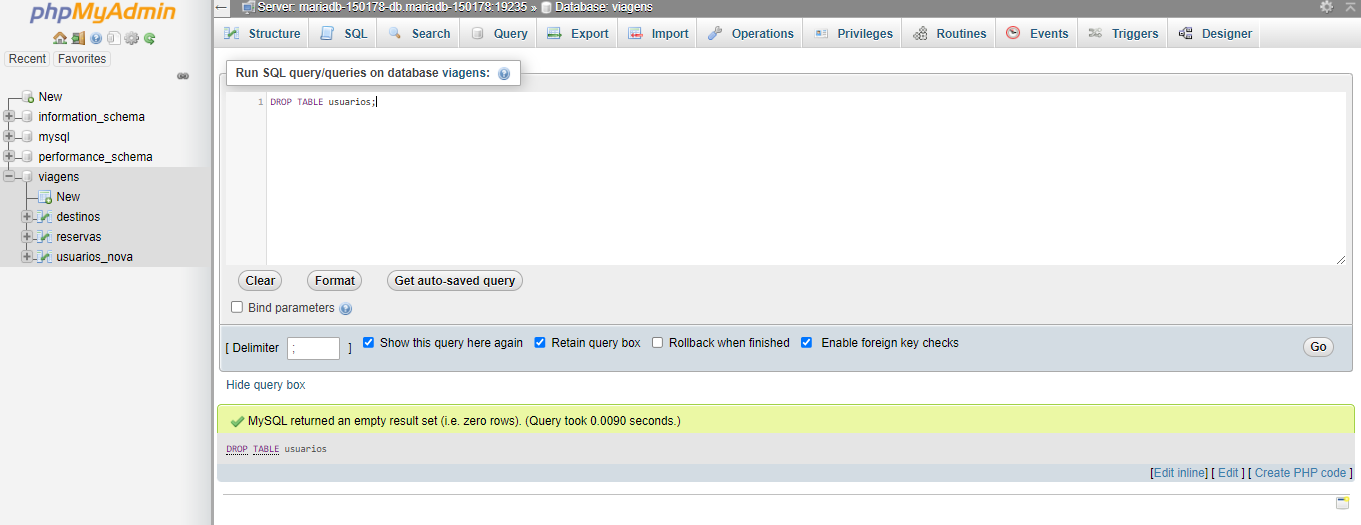 phpMyAdmin
Recent Favorites
New
information_schema
mysql
performance_schema
viagens
New
destinos
reservas
usuarios_nova
Server: mariadb-150178-db.mariadb-150178:19235 » Database: viagens
Structure SQL Search Query Export Import Operations Privileges Routines Events Triggers Designer
Run SQL query/queries on database viagens:
1 DROP TABLE usuarios;
Clear Format Get auto-saved query
Bind parameters
[ Delimiter ; ] Show this query here again Retain query box Rollback when finished Enable foreign key checks Go
Hide query box
MySQL returned an empty result set (i.e. zero rows). (Query took 0.0090 seconds.)
DROP TABLE usuarios
[Edit inline] [ Edit ] [ Create PHP code ]